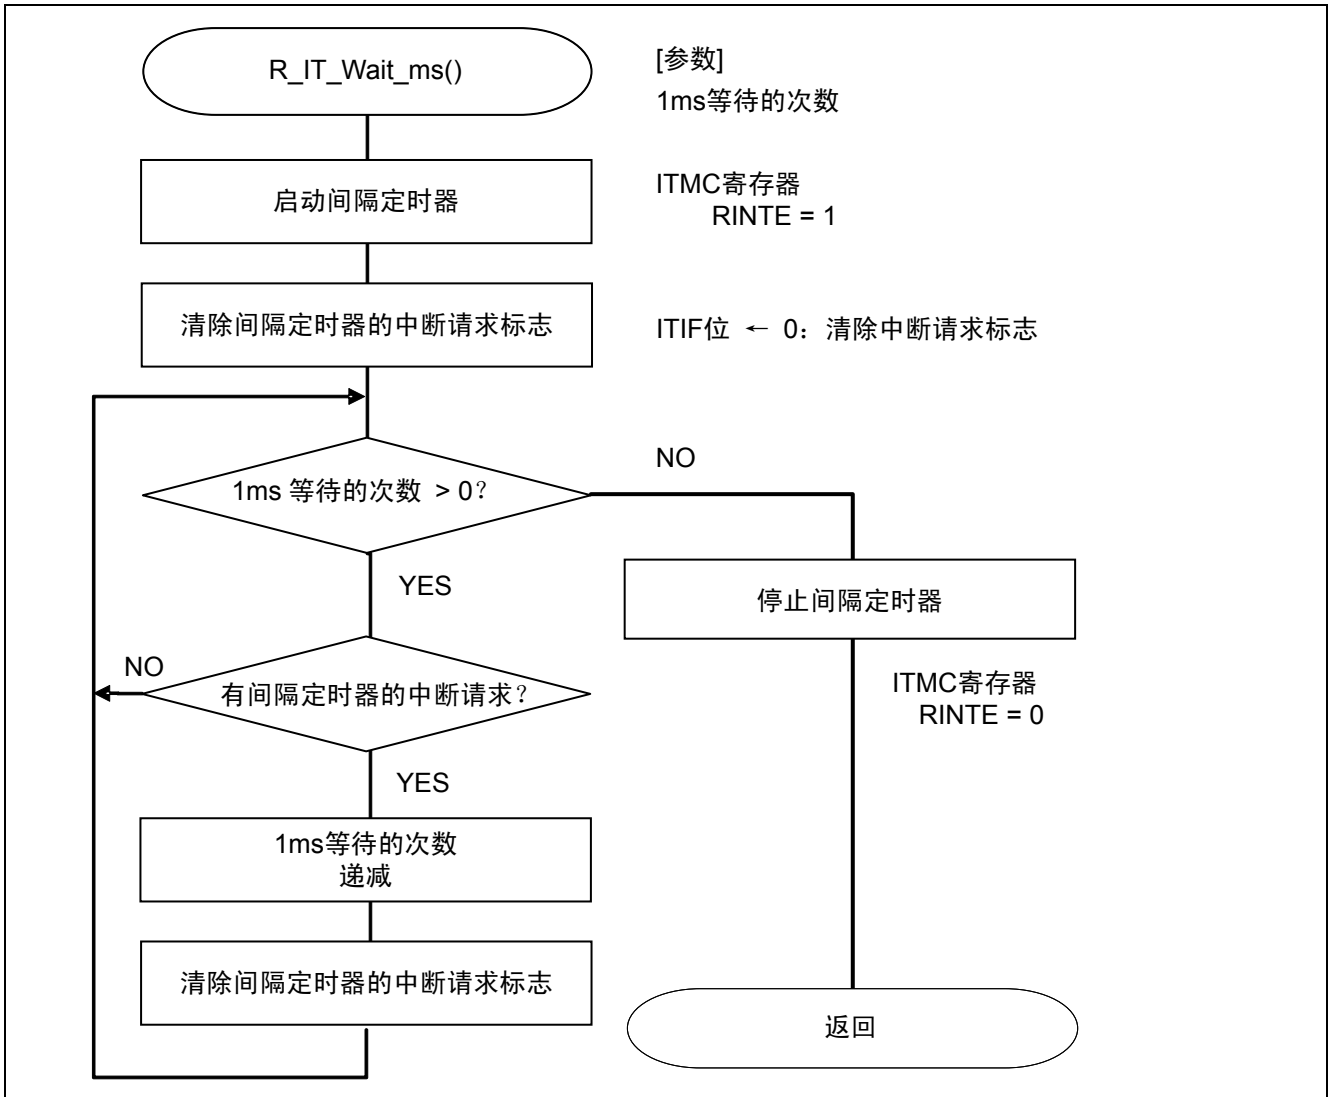 R_IT_Wait_ms()
[参数]
1ms等待的次数
启动间隔定时器
ITMC寄存器
RINTE = 1
清除间隔定时器的中断请求标志
ITIF位 ← 0：清除中断请求标志
1ms 等待的次数 > 0？
NO
YES
停止间隔定时器
有间隔定时器的中断请求？
NO
ITMC寄存器
RINTE = 0
YES
1ms等待的次数
递减
清除间隔定时器的中断请求标志
返回